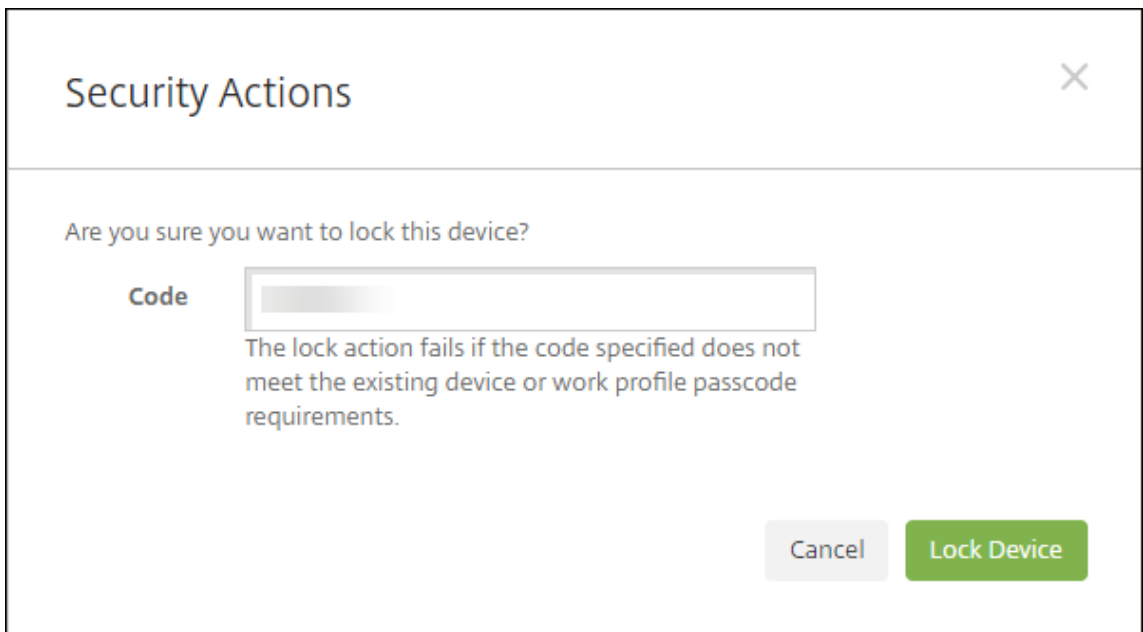 Security Actions
Are you sure you want to lock this device?
Code
The lock action fails if the code specified does not
meet the existing device or work profile passcode
requirements.
Cancel
Lock Device